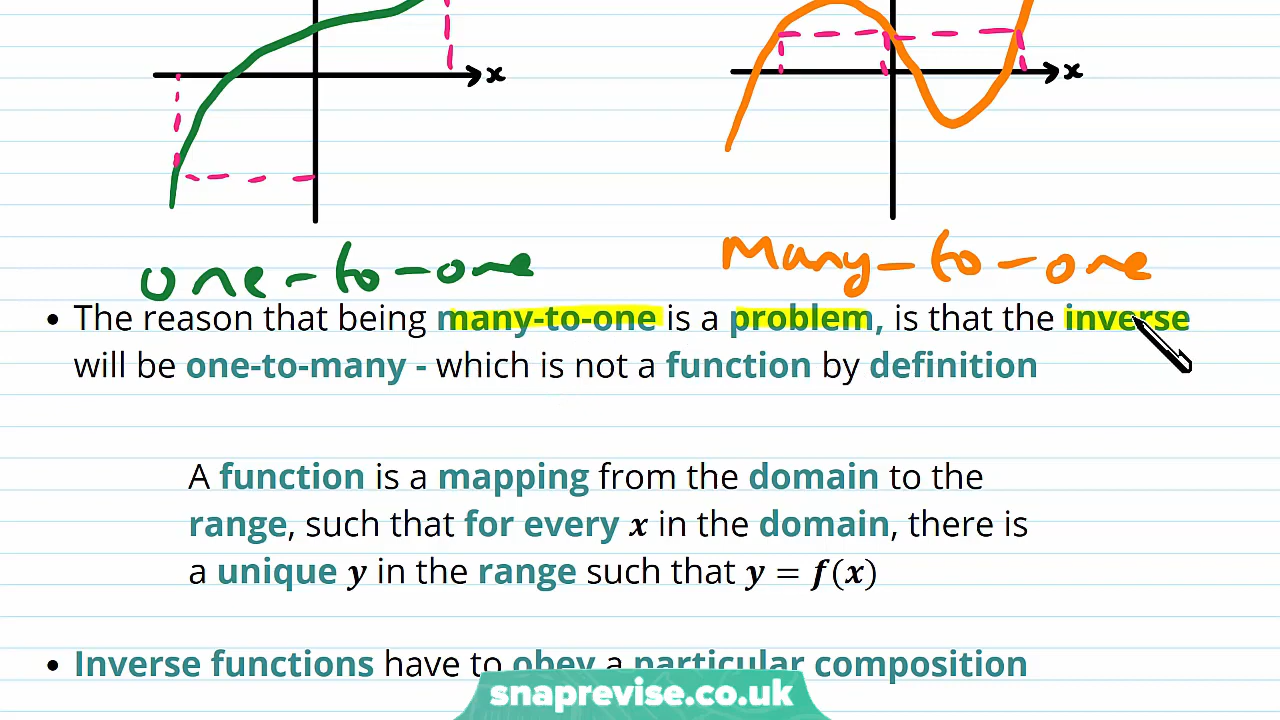 x
x
one-to-one
Many-to-one
• The reason that being many-to-one is a problem, is that the inverse
will be one-to-many - which is not a function by definition
A function is a mapping from the domain to the
range, such that for every x in the domain, there is
a unique y in the range such that y = f(x)
• Inverse functions have to obey a particular composition
snaprevise.co.uk